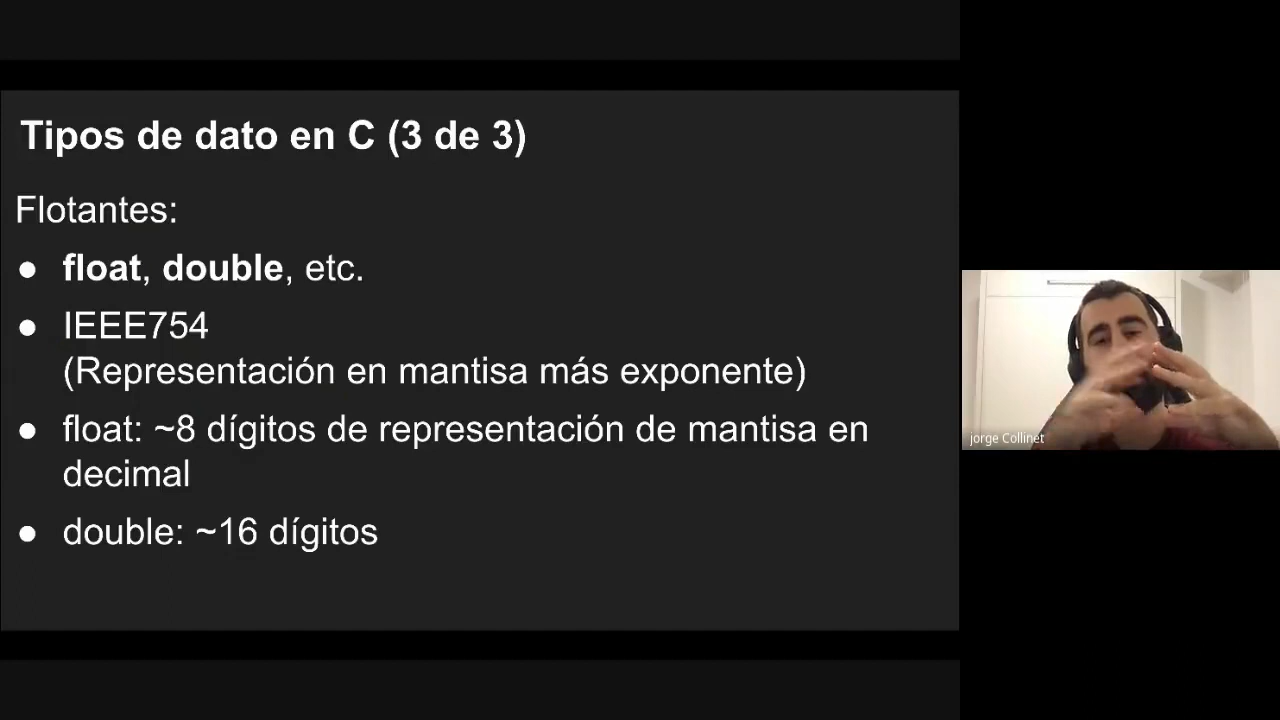 Tipos de dato en C (3 de 3)
Flotantes:
● float, double, etc.
● IEEE754
(Representación en mantisa más exponente)
● float: ~8 dígitos de representación de mantisa en
decimal
● double: ~16 dígitos
jorge Collinet